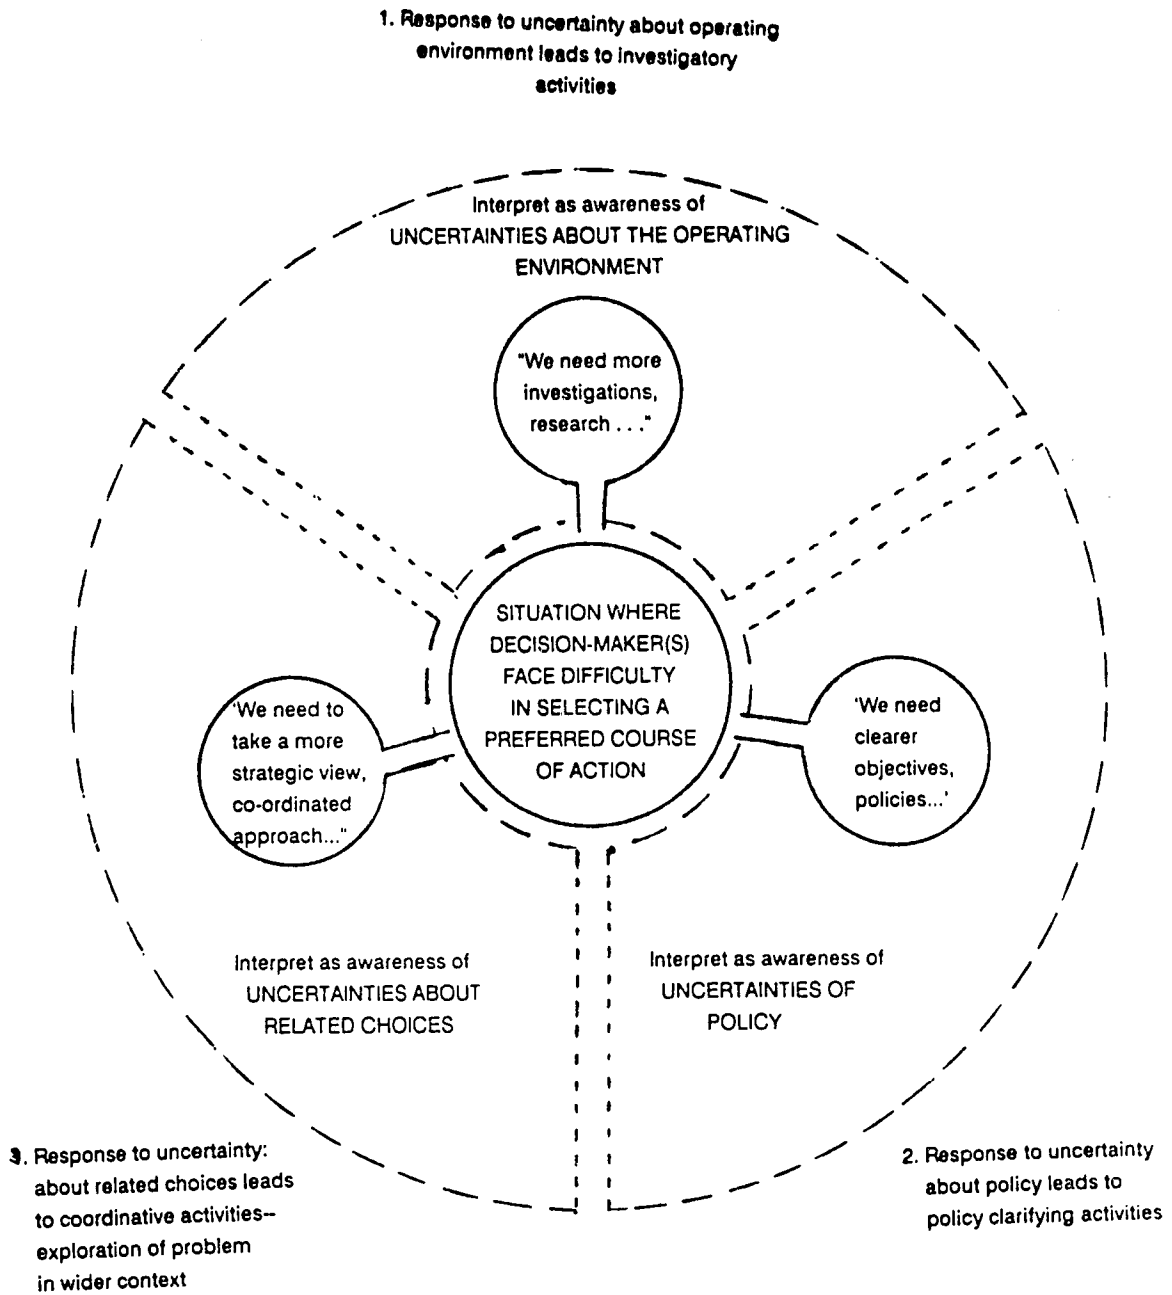 1. Response to uncertainty about operating
environment leads to investigatory
activities
Interpret as awareness of
UNCERTAINTIES ABOUT THE OPERATING
ENVIRONMENT
"We need more
investigations,
research . . ."
SITUATION WHERE
DECISION-MAKER(S)
FACE DIFFICULTY
IN SELECTING A
PREFERRED COURSE
OF ACTION
'We need to
take a more
strategic view,
co-ordinated
approach..."
'We need
clearer
objectives,
policies...'
Interpret as awareness of
UNCERTAINTIES ABOUT
RELATED CHOICES
Interpret as awareness of
UNCERTAINTIES OF
POLICY
3. Response to uncertainty:
about related choices leads
to coordinative activities--
exploration of problem
in wider context
2. Response to uncertainty
about policy leads to
policy clarifying activities